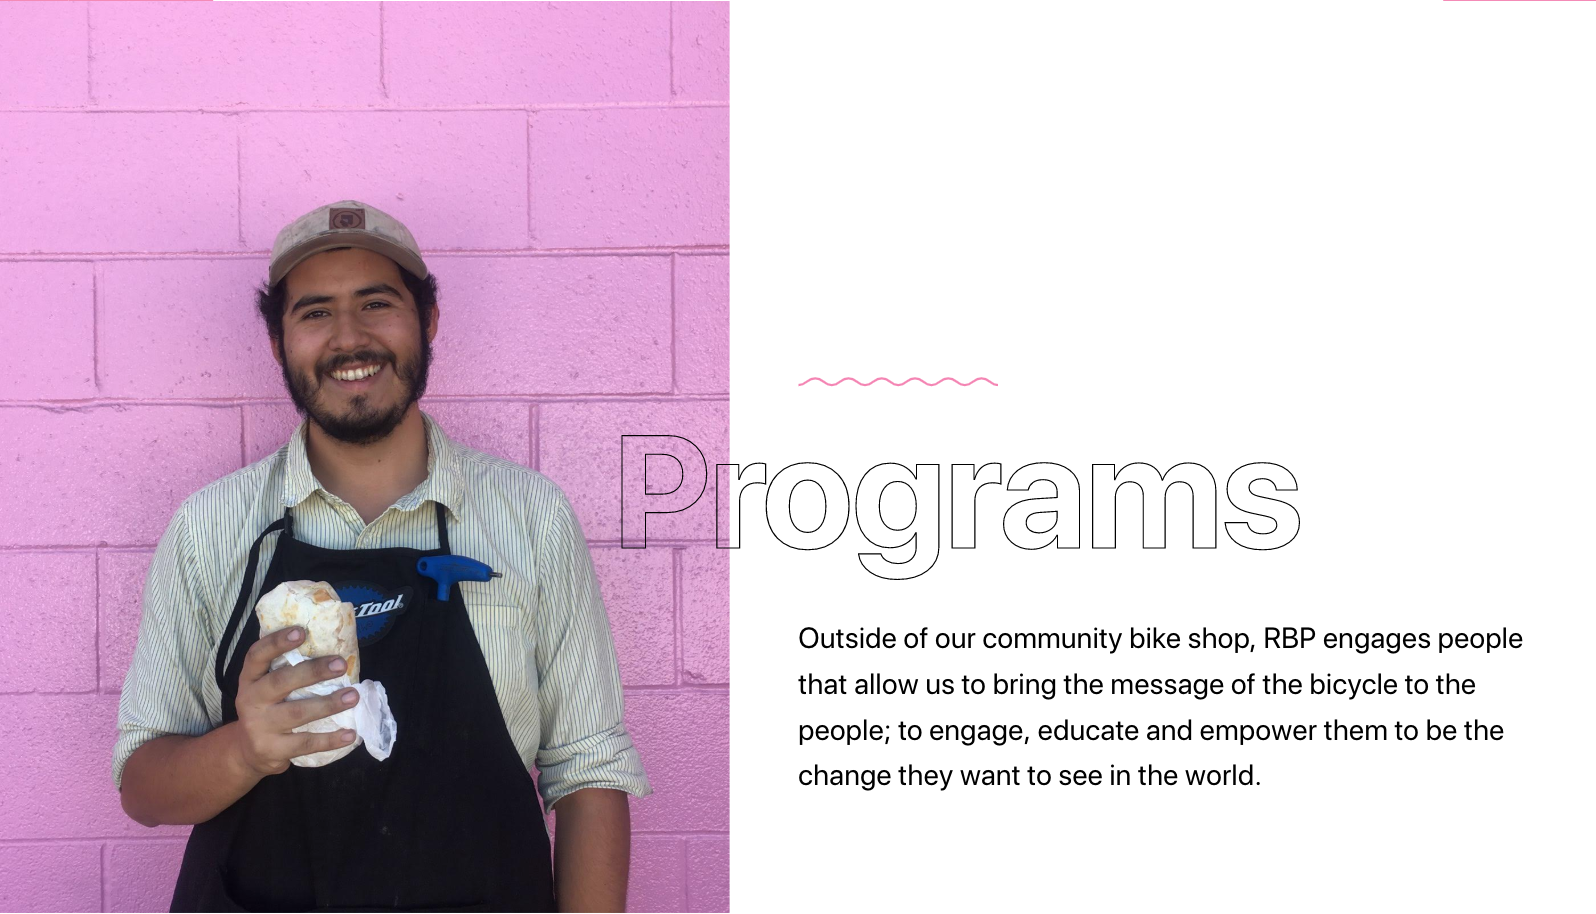 Tool
Programs
Outside of our community bike shop, RBP engages people
that allow us to bring the message of the bicycle to the
people; to engage, educate and empower them to be the
change they want to see in the world.